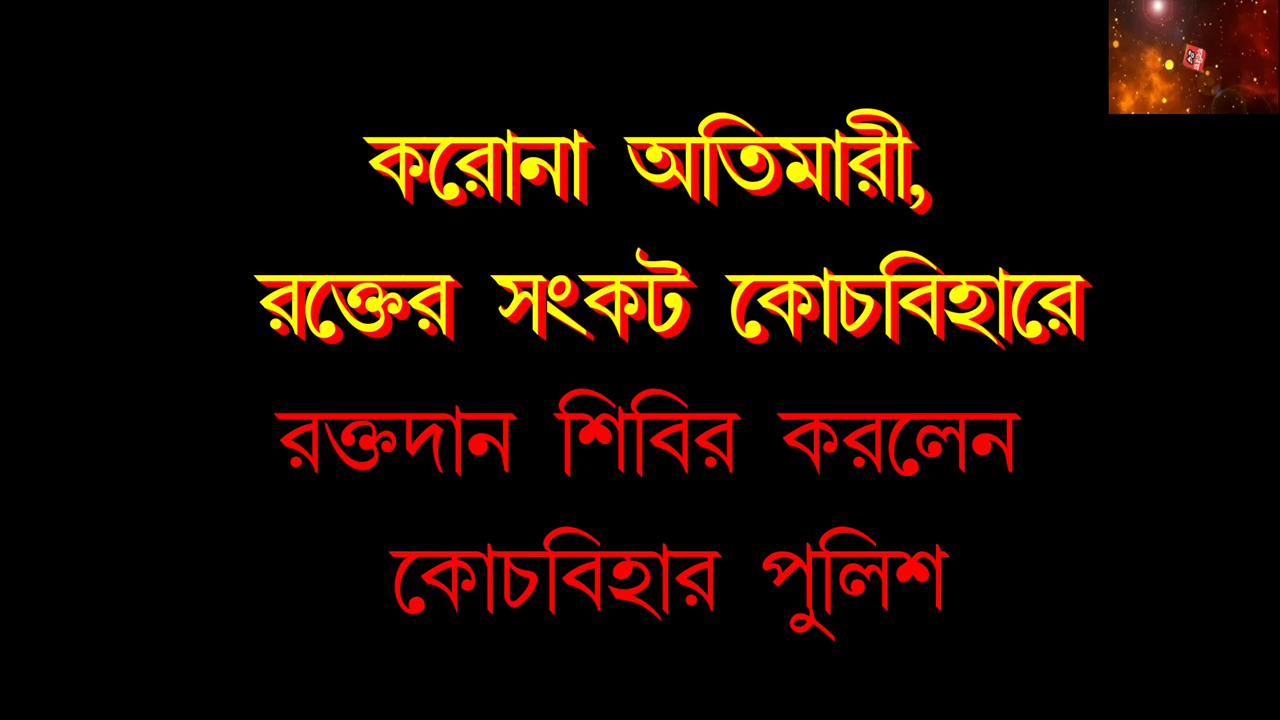 করোনা অতিমারী,
রক্তের সংকট কোচবিহারে
রক্তদান শিবির করলেন
কোচবিহার পুলিশ